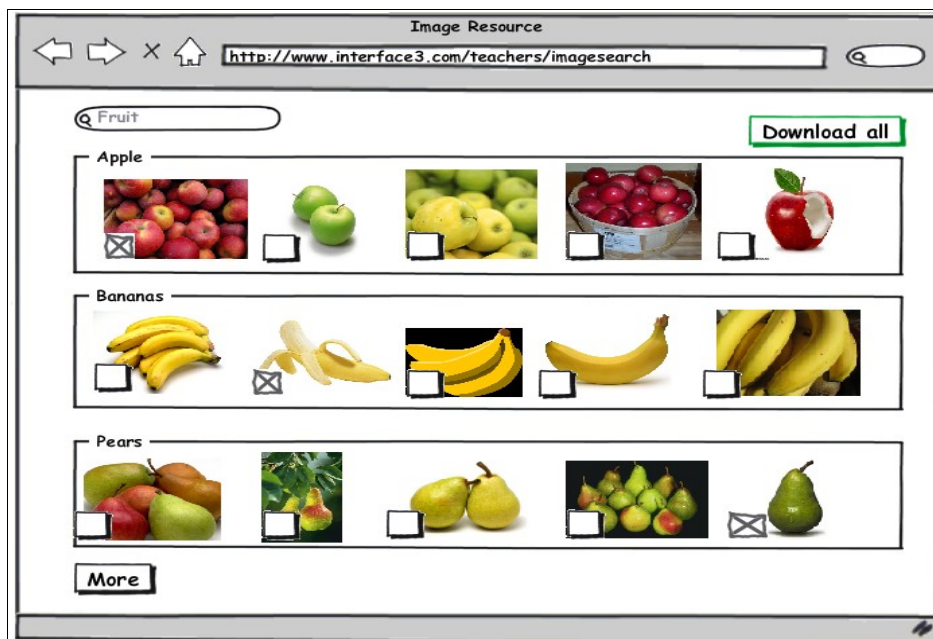 Image Resource
http://www.interface3.com/teachers/imagesearch
Fruit
Download all
Apple
Bananas
Pears
More